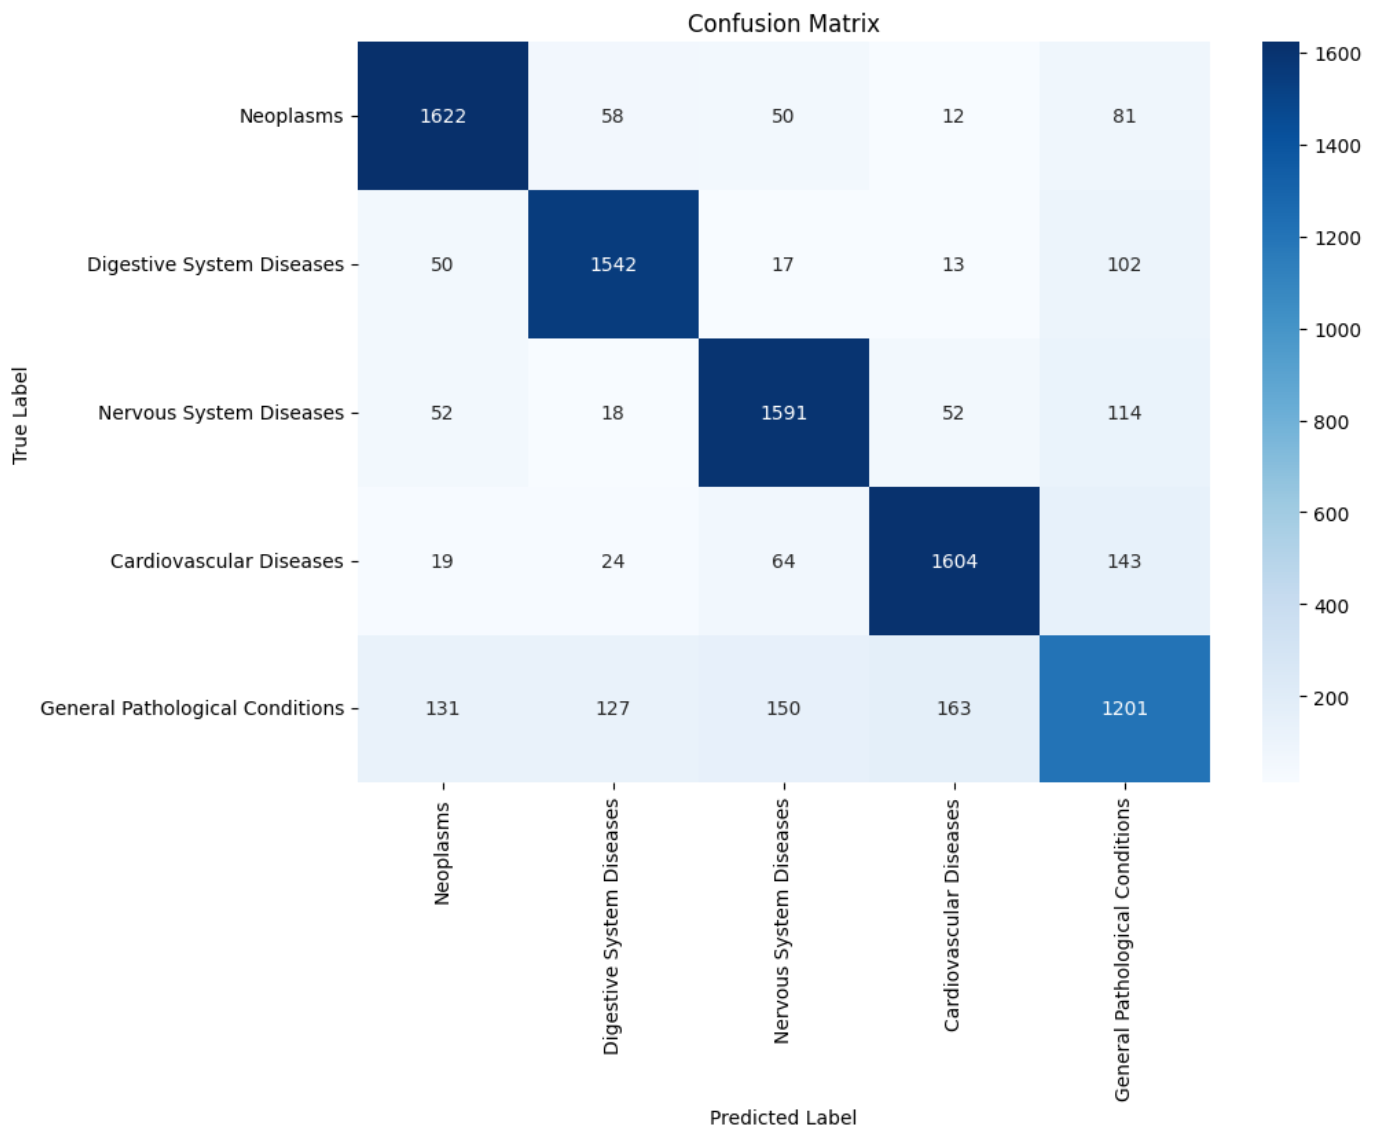 Confusion Matrix
Neoplasms 1622 58 50 12 81
Digestive System Diseases 50 1542 17 13 102
Nervous System Diseases 52 18 1591 52 114
Cardiovascular Diseases 19 24 64 1604 143
General Pathological Conditions 131 127 150 163 1201
True Label
Neoplasms
Digestive System Diseases
Nervous System Diseases
Cardiovascular Diseases
General Pathological Conditions
Predicted Label
1600
1400
1200
1000
800
600
400
200